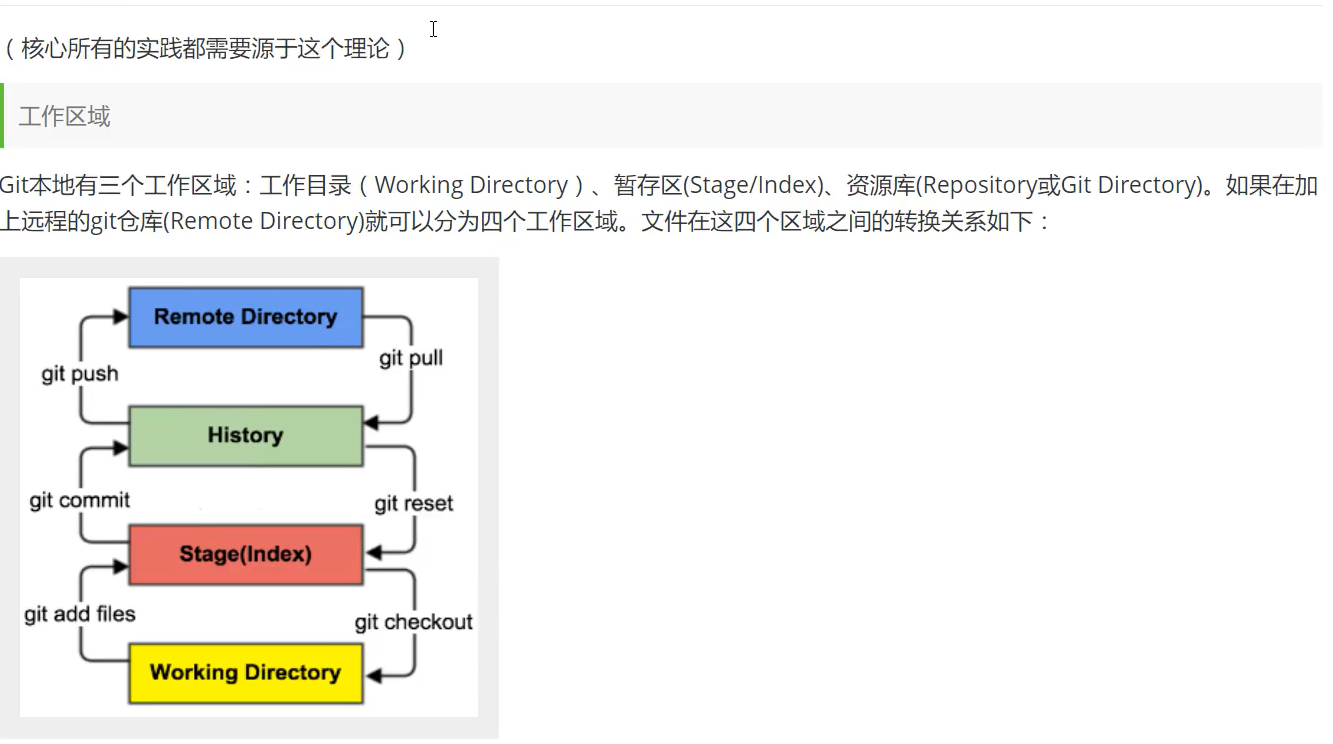 （核心所有的实践都需要源于这个理论）
工作区域
Git本地有三个工作区域：工作目录（Working Directory）、暂存区(Stage/Index)、资源库(Repository或Git Directory)。如果在加
上远程的git仓库(Remote Directory)就可以分为四个工作区域。文件在这四个区域之间的转换关系如下：
Remote Directory
git push
git pull
History
git commit
git reset
Stage(Index)
git add files
git checkout
Working Directory